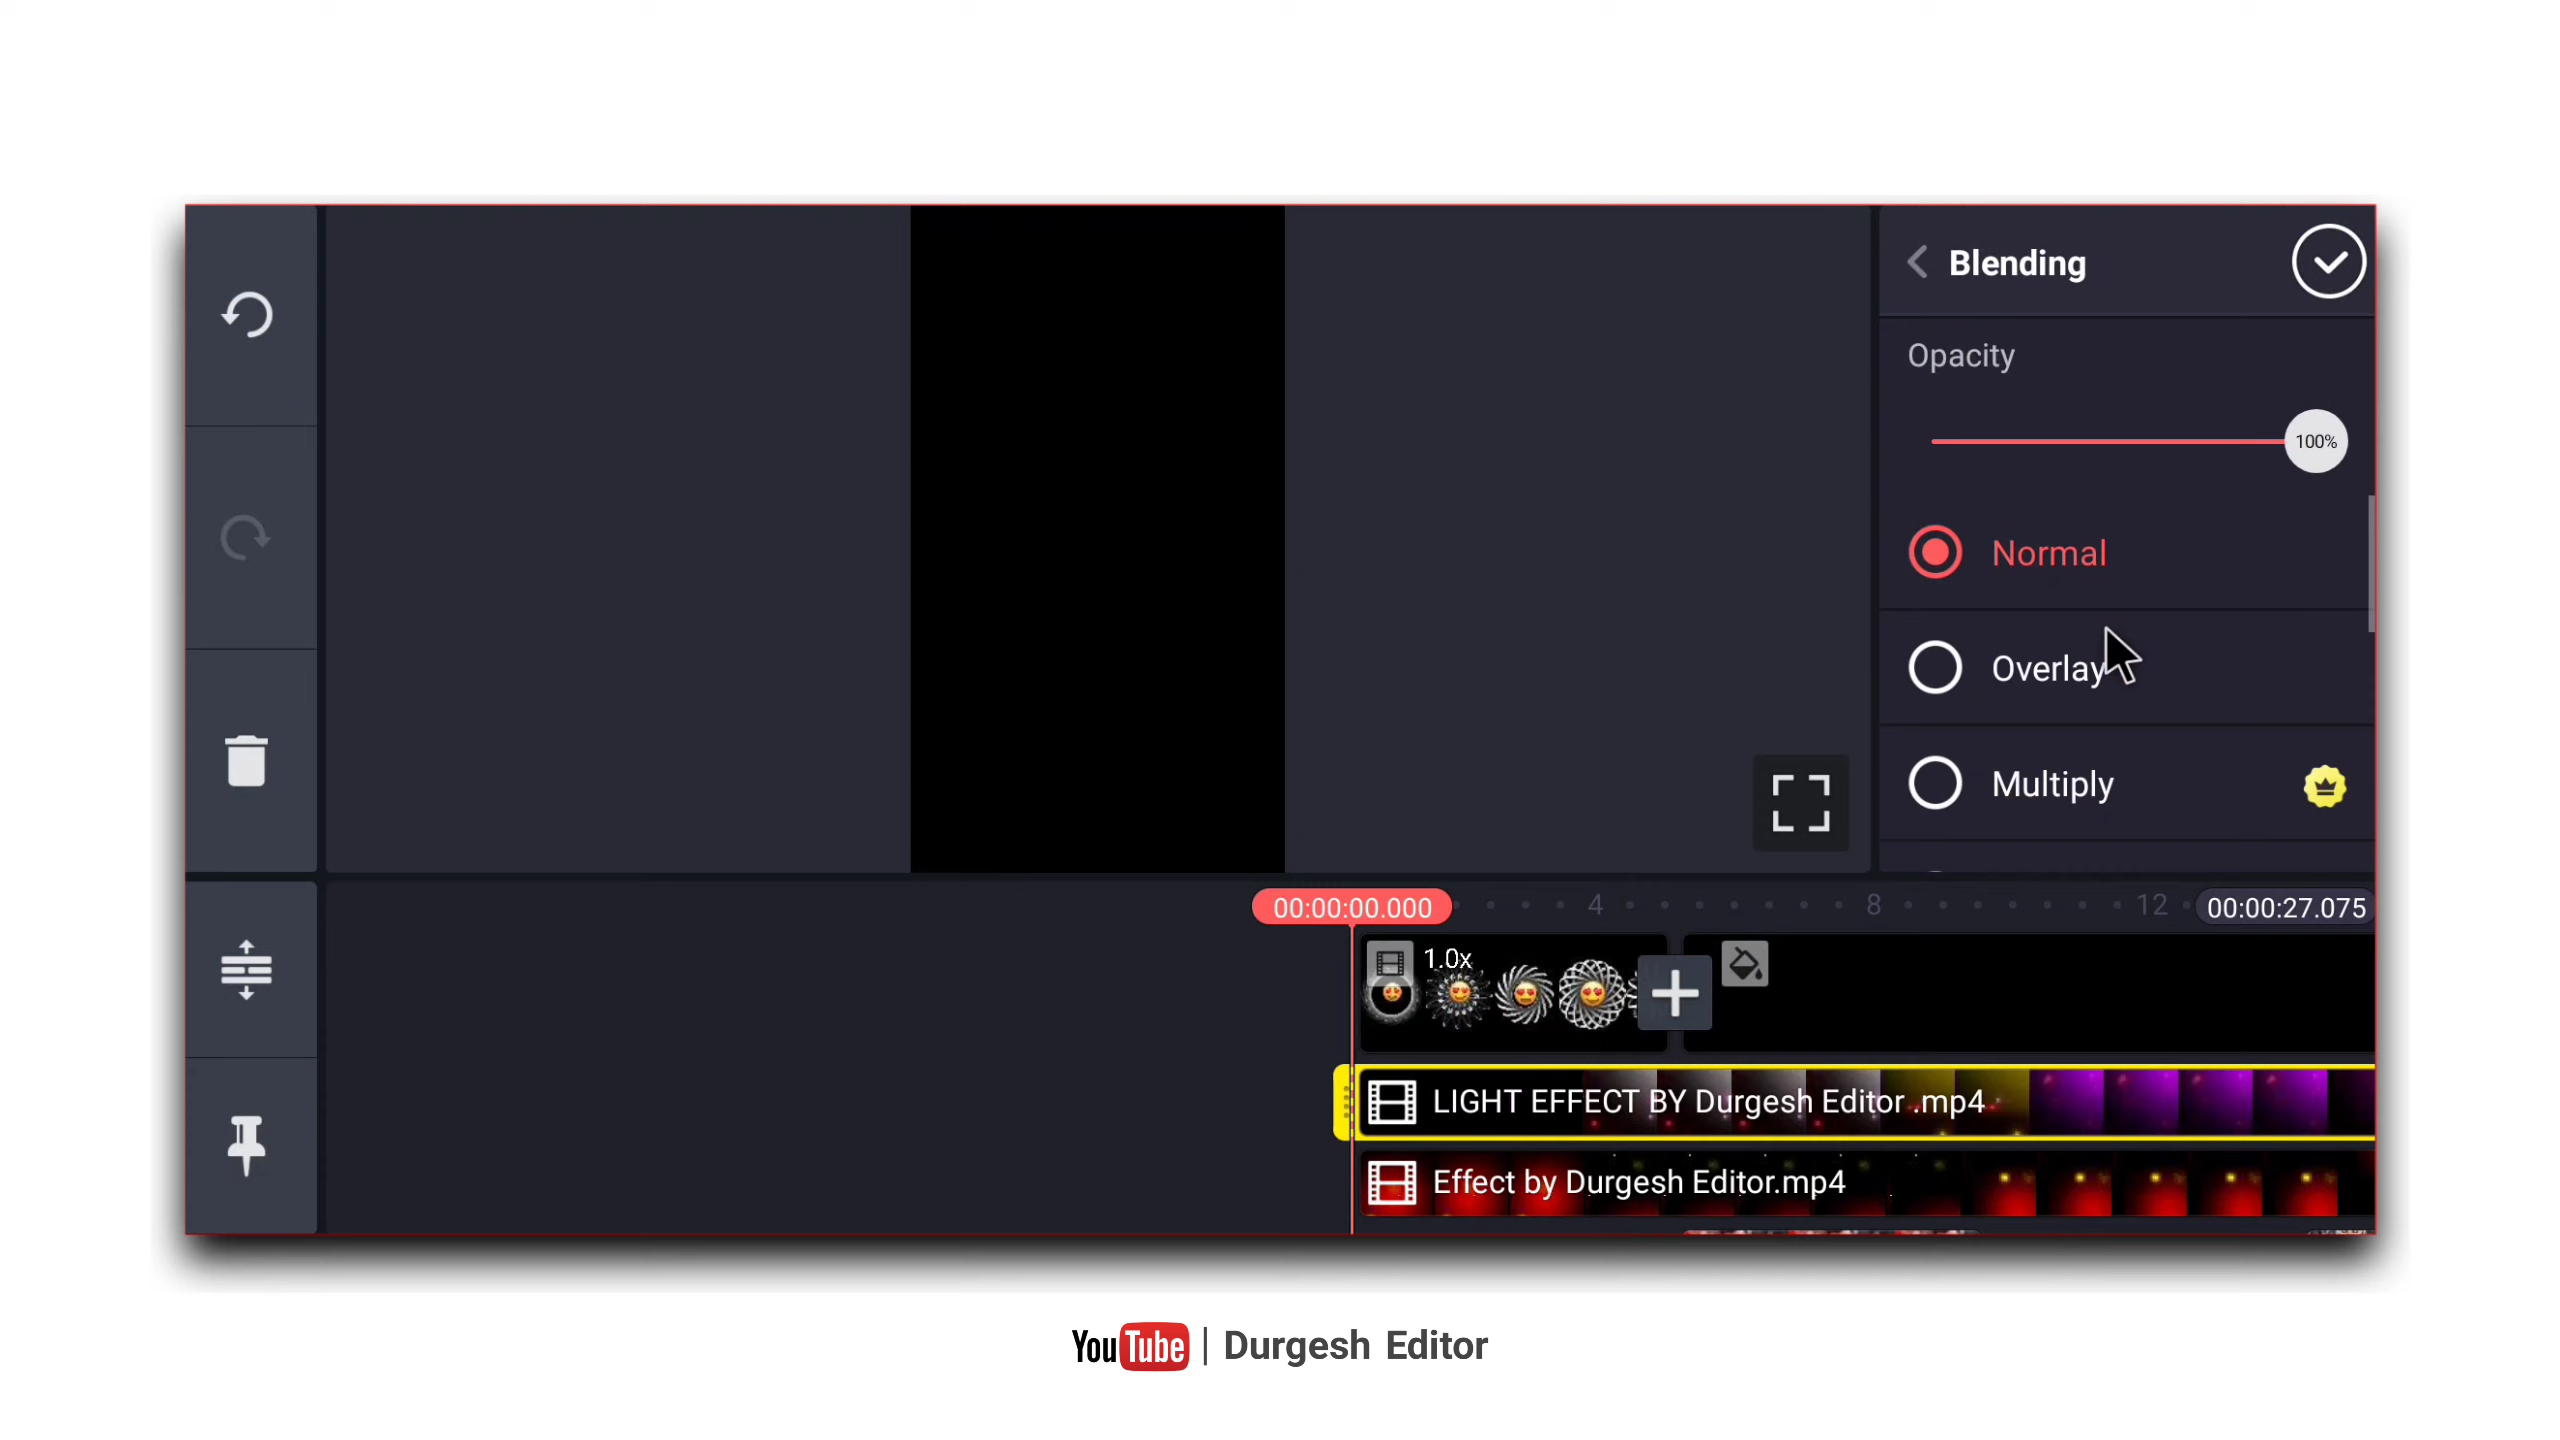 Blending
Opacity
100%
Normal
Overlay
Multiply
00:00:00.000
4
8
12
00:00:27.075
1.0x
LIGHT EFFECT BY Durgesh Editor .mp4
Effect by Durgesh Editor.mp4
YouTube | Durgesh Editor